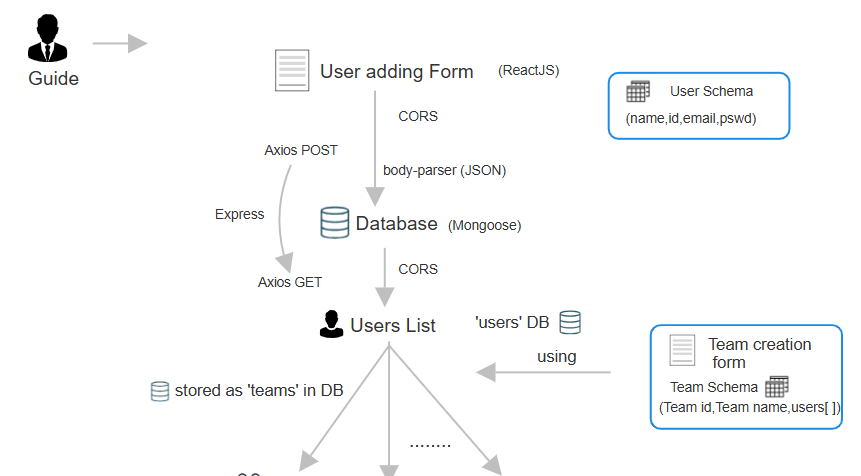 Guide
User adding Form
(ReactJS)
User Schema
(name,id,email,pswd)
CORS
Axios POST
body-parser (JSON)
Express
Database
(Mongoose)
Axios GET
CORS
Users List
'users' DB
using
Team creation
form
Team Schema
(Team id,Team name,users[ ])
stored as 'teams' in DB
........